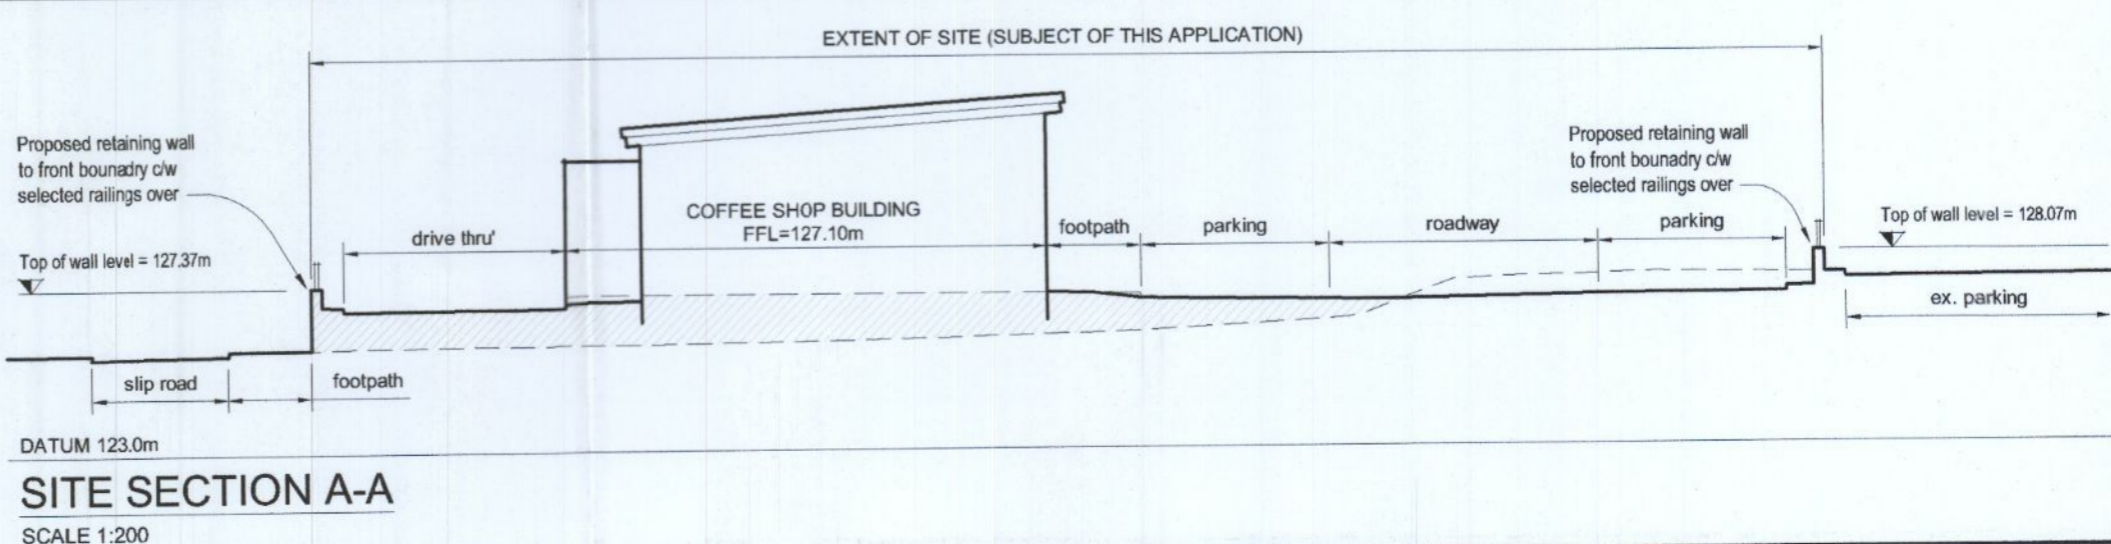 EXTENT OF SITE (SUBJECT OF THIS APPLICATION)
Proposed retaining wall
to front bounadry c/w
selected railings over
Top of wall level = 127.37m
drive thru'
COFFEE SHOP BUILDING
FFL=127.10m
footpath
parking
roadway
parking
Proposed retaining wall
to front bounadry c/w
selected railings over
Top of wall level = 128.07m
ex. parking
slip road
footpath
DATUM 123.0m
SITE SECTION A-A
SCALE 1:200